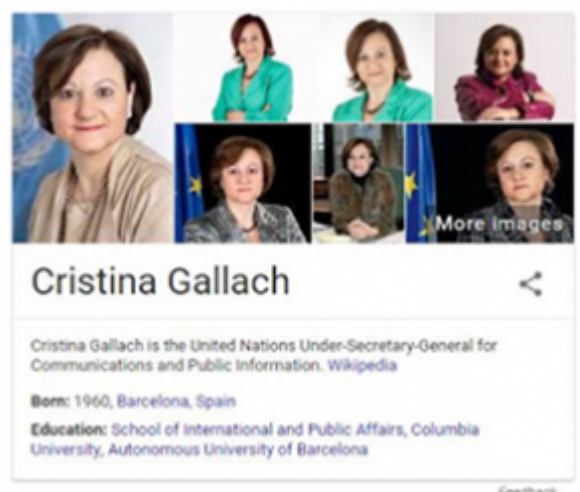 More images
Cristina Gallach
Cristina Gallach is the United Nations Under-Secretary-General for
Communications and Public Information. Wikipedia
Born: 1960, Barcelona, Spain
Education: School of International and Public Affairs, Columbia
University, Autonomous University of Barcelona
Feedback